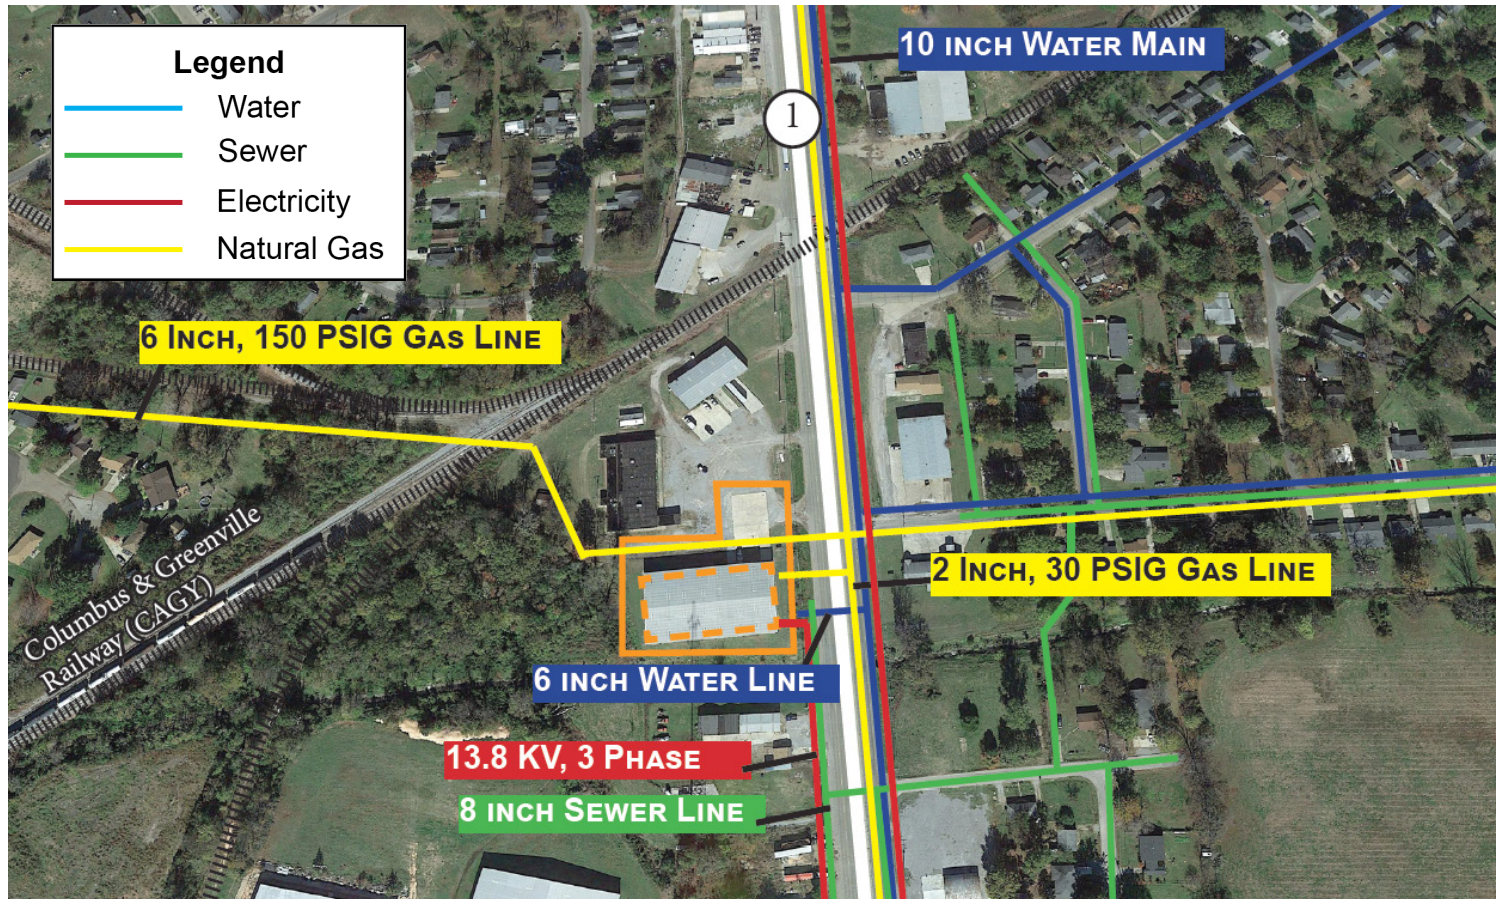 Legend
Water
Sewer
Electricity
Natural Gas
10 INCH WATER MAIN
1
6 INCH, 150 PSIG GAS LINE
Columbus & Greenville
Railway (CAGY)
2 INCH, 30 PSIG GAS LINE
6 INCH WATER LINE
13.8 KV, 3 PHASE
8 INCH SEWER LINE